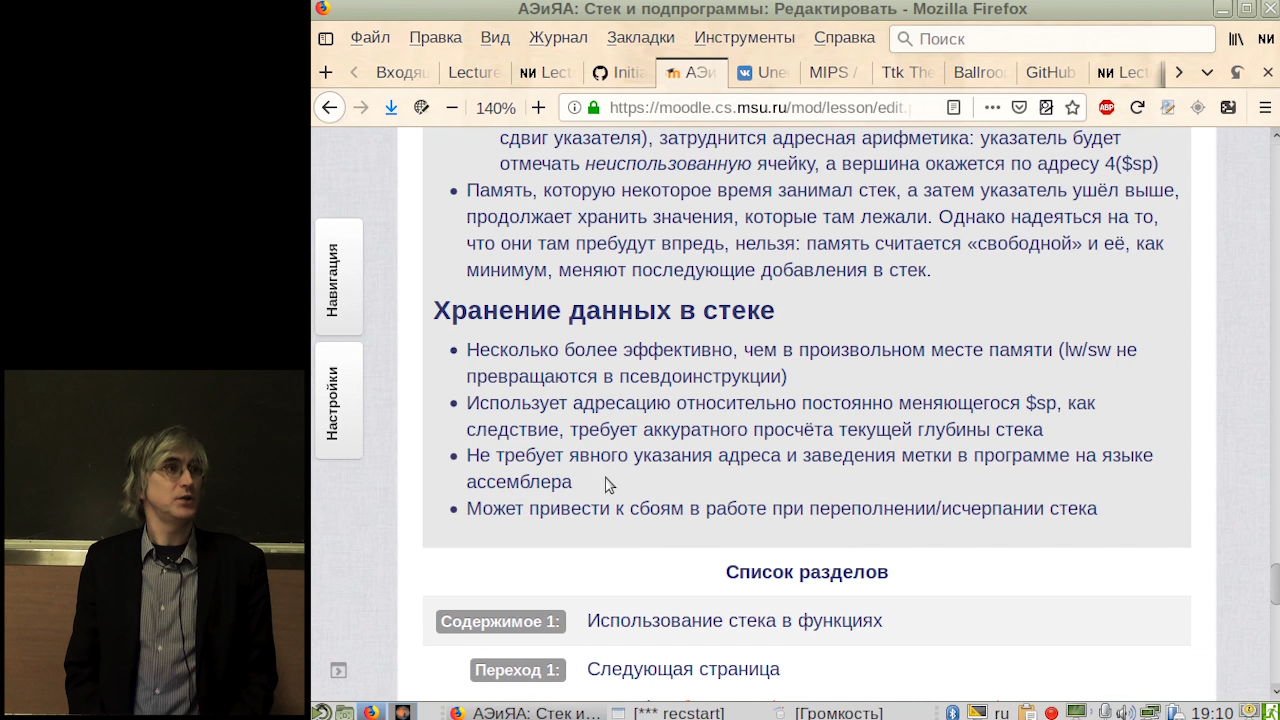 АЭиЯА: Стек и подпрограммы: Редактировать - Mozilla Firefox
Файл Правка Вид Журнал Закладки Инструменты Справка Поиск
Входящ Lecture Lect Initia АЭи Une MIPS / Ttk The Ballroo GitHub Lect
140% https://moodle.cs.msu.ru/mod/lesson/edit.p ABP
сдвиг указателя), затруднится адресная арифметика: указатель будет
отмечать неиспользованную ячейку, а вершина окажется по адресу 4($sp)
Память, которую некоторое время занимал стек, а затем указатель ушёл выше,
продолжает хранить значения, которые там лежали. Однако надеяться на то,
что они там пребудут впредь, нельзя: память считается «свободной» и её, как
минимум, меняют последующие добавления в стек.
Навигация
Хранение данных в стеке
Несколько более эффективно, чем в произвольном месте памяти (lw/sw не
превращаются в псевдоинструкции)
Настройки
Использует адресацию относительно постоянно меняющегося $sp, как
следствие, требует аккуратного просчёта текущей глубины стека
Не требует явного указания адреса и заведения метки в программе на языке
ассемблера
Может привести к сбоям в работе при переполнении/исчерпании стека
Список разделов
Содержимое 1: Использование стека в функциях
Переход 1: Следующая страница
АЭиЯА: Стек и... [*** recstart] [Громкость] ru 19:10